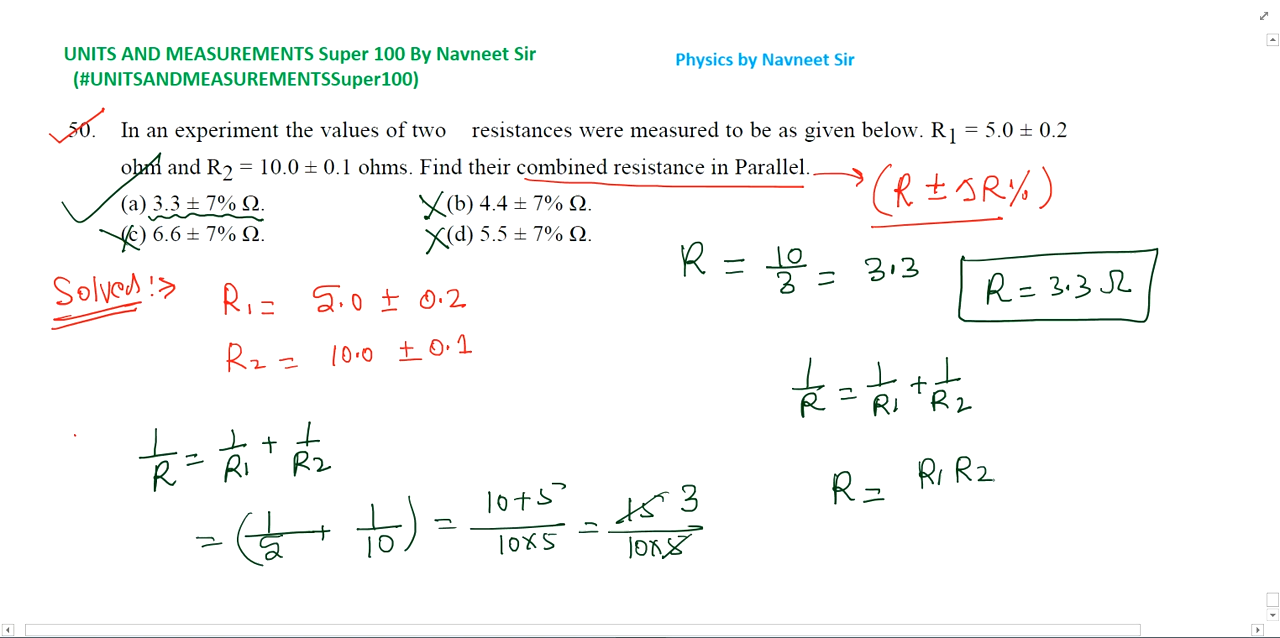 UNITS AND MEASUREMENTS Super 100 By Navneet Sir
(#UNITSANDMEASUREMENTSSuper100)
Physics by Navneet Sir
50. In an experiment the values of two resistances were measured to be as given below. R₁ = 5.0 ± 0.2
ohm and R₂ = 10.0 ± 0.1 ohms. Find their combined resistance in Parallel.
(a) 3.3 ± 7% Ω. (b) 4.4 ± 7% Ω.
(c) 6.6 ± 7% Ω. (d) 5.5 ± 7% Ω.
(R ± ΔR%)
Solved :→
R₁ = 5.0 ± 0.2
R₂ = 10.0 ± 0.1
1/R = 1/R₁ + 1/R₂
= (1/5 + 1/10) = (10+5)/(10×5) = 15 3/(10×5)
R = 10/3 = 3.3
R = 3.3 Ω
1/R = 1/R₁ + 1/R₂
R = R₁ R₂